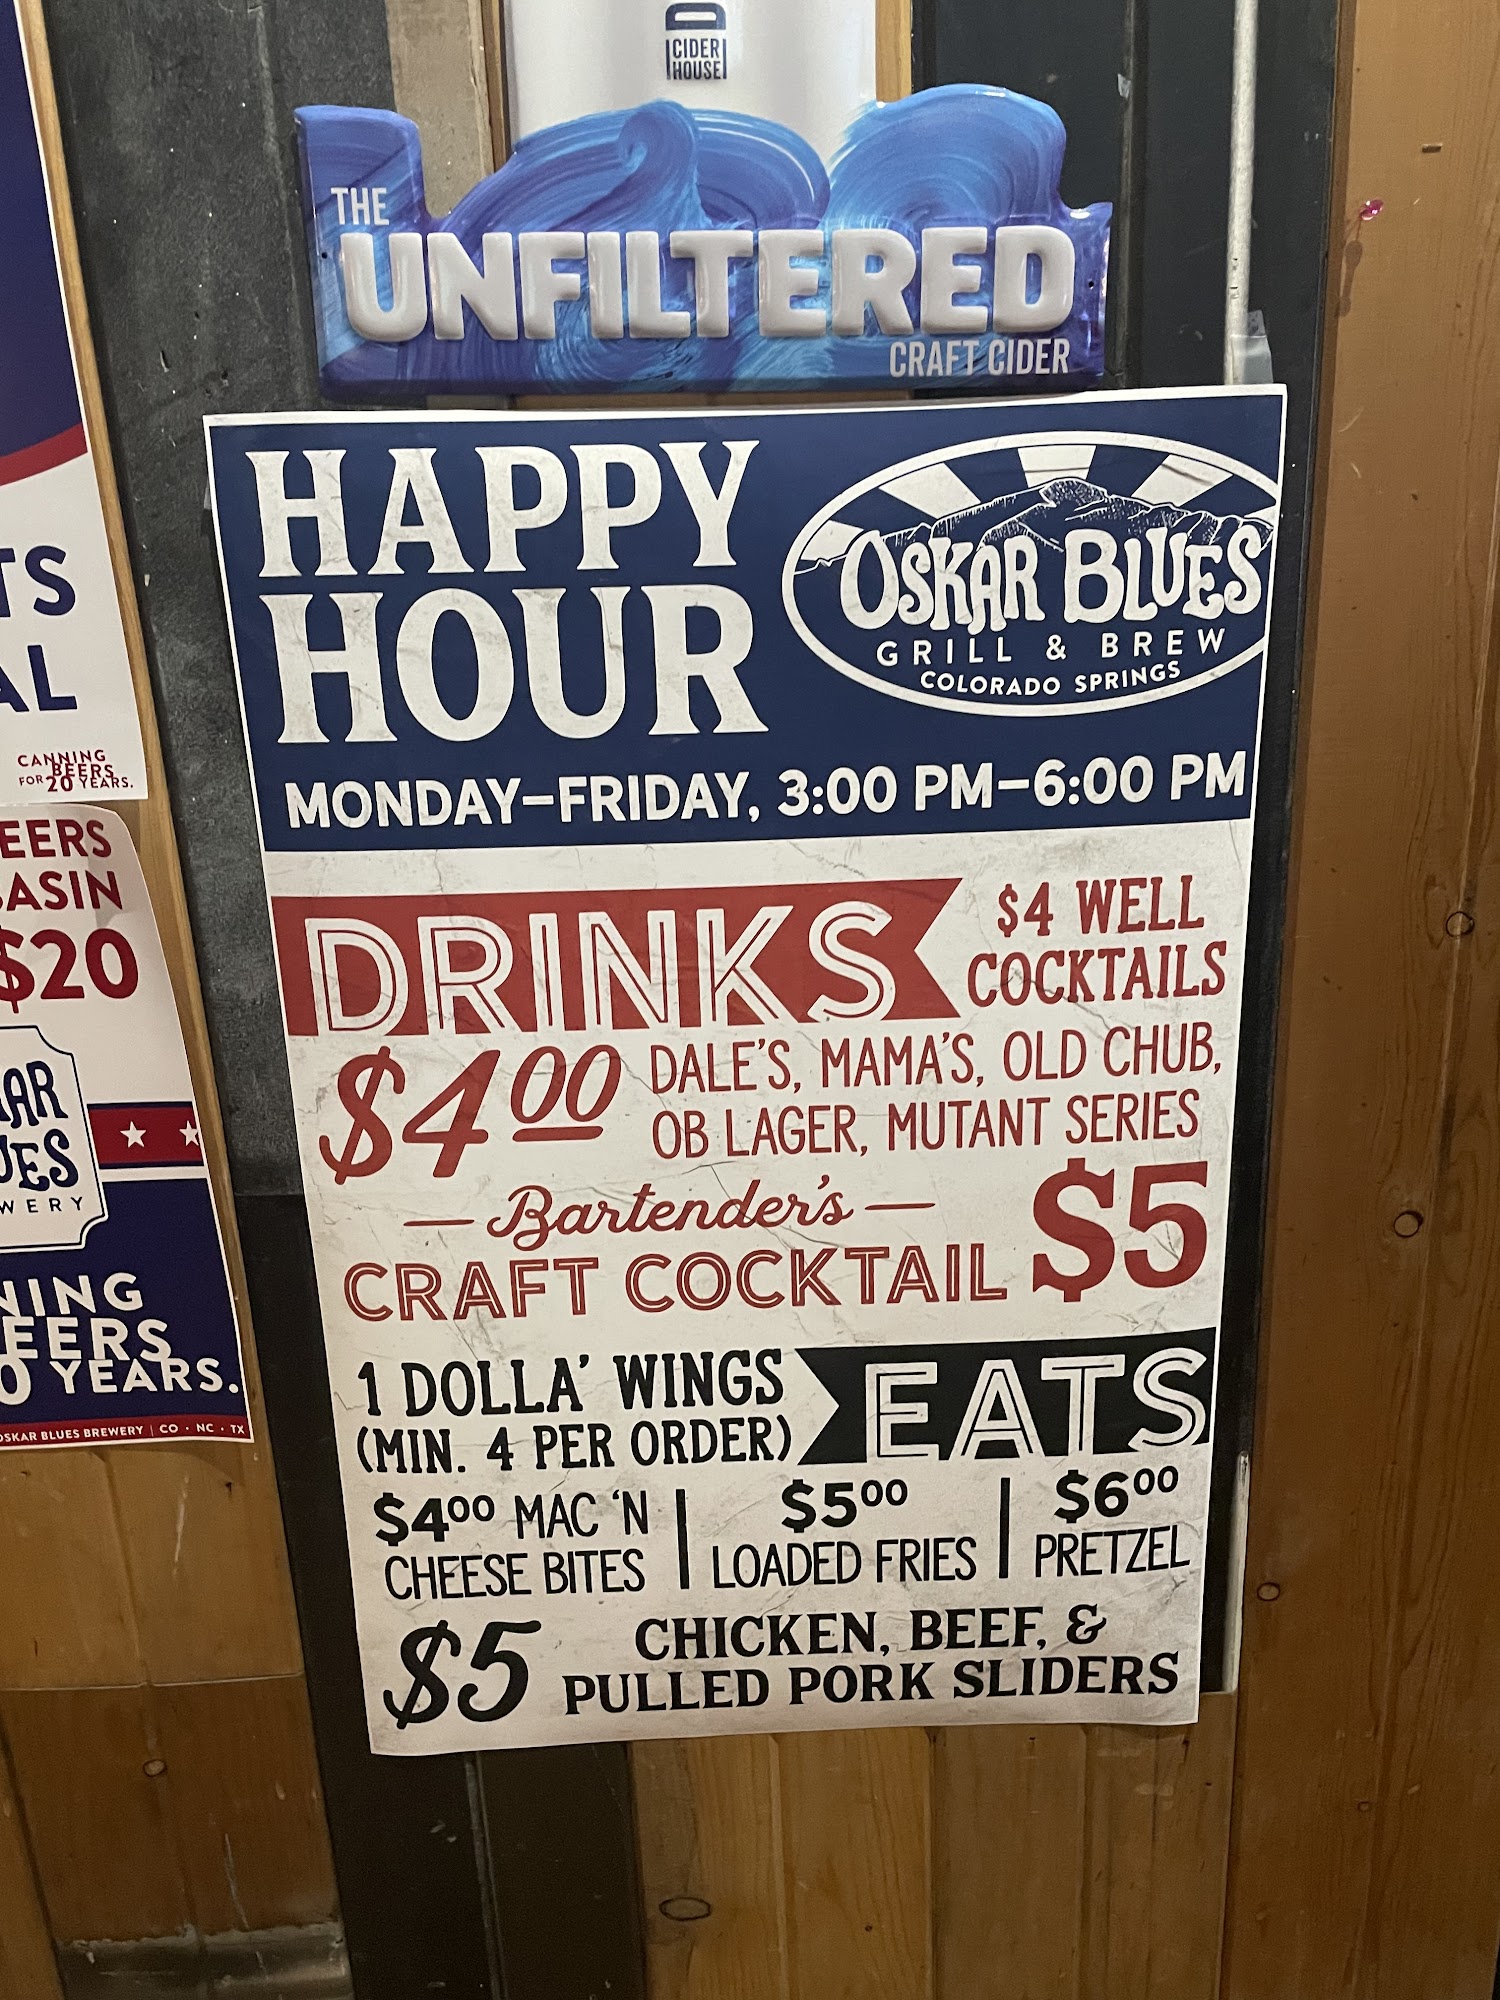 CIDER
HOUSE
THE
UNFILTERED
CRAFT CIDER
HAPPY
HOUR
OSKAR BLUES
GRILL & BREW
COLORADO SPRINGS
MONDAY–FRIDAY, 3:00 PM–6:00 PM
DRINKS
$4 WELL
COCKTAILS
$4.00 DALE'S, MAMA'S, OLD CHUB,
OB LAGER, MUTANT SERIES
— Bartender's —
CRAFT COCKTAIL $5
1 DOLLA' WINGS
(MIN. 4 PER ORDER)
EATS
$4.00 MAC 'N
CHEESE BITES
$5.00
LOADED FRIES
$6.00
PRETZEL
$5 CHICKEN, BEEF, &
PULLED PORK SLIDERS
TS
AL
CANNING
BEERS
FOR 20 YEARS.
EERS
ASIN
$20
AR
UES
WERY
NING
EERS
0 YEARS.
OSKAR BLUES BREWERY | CO • NC • TX